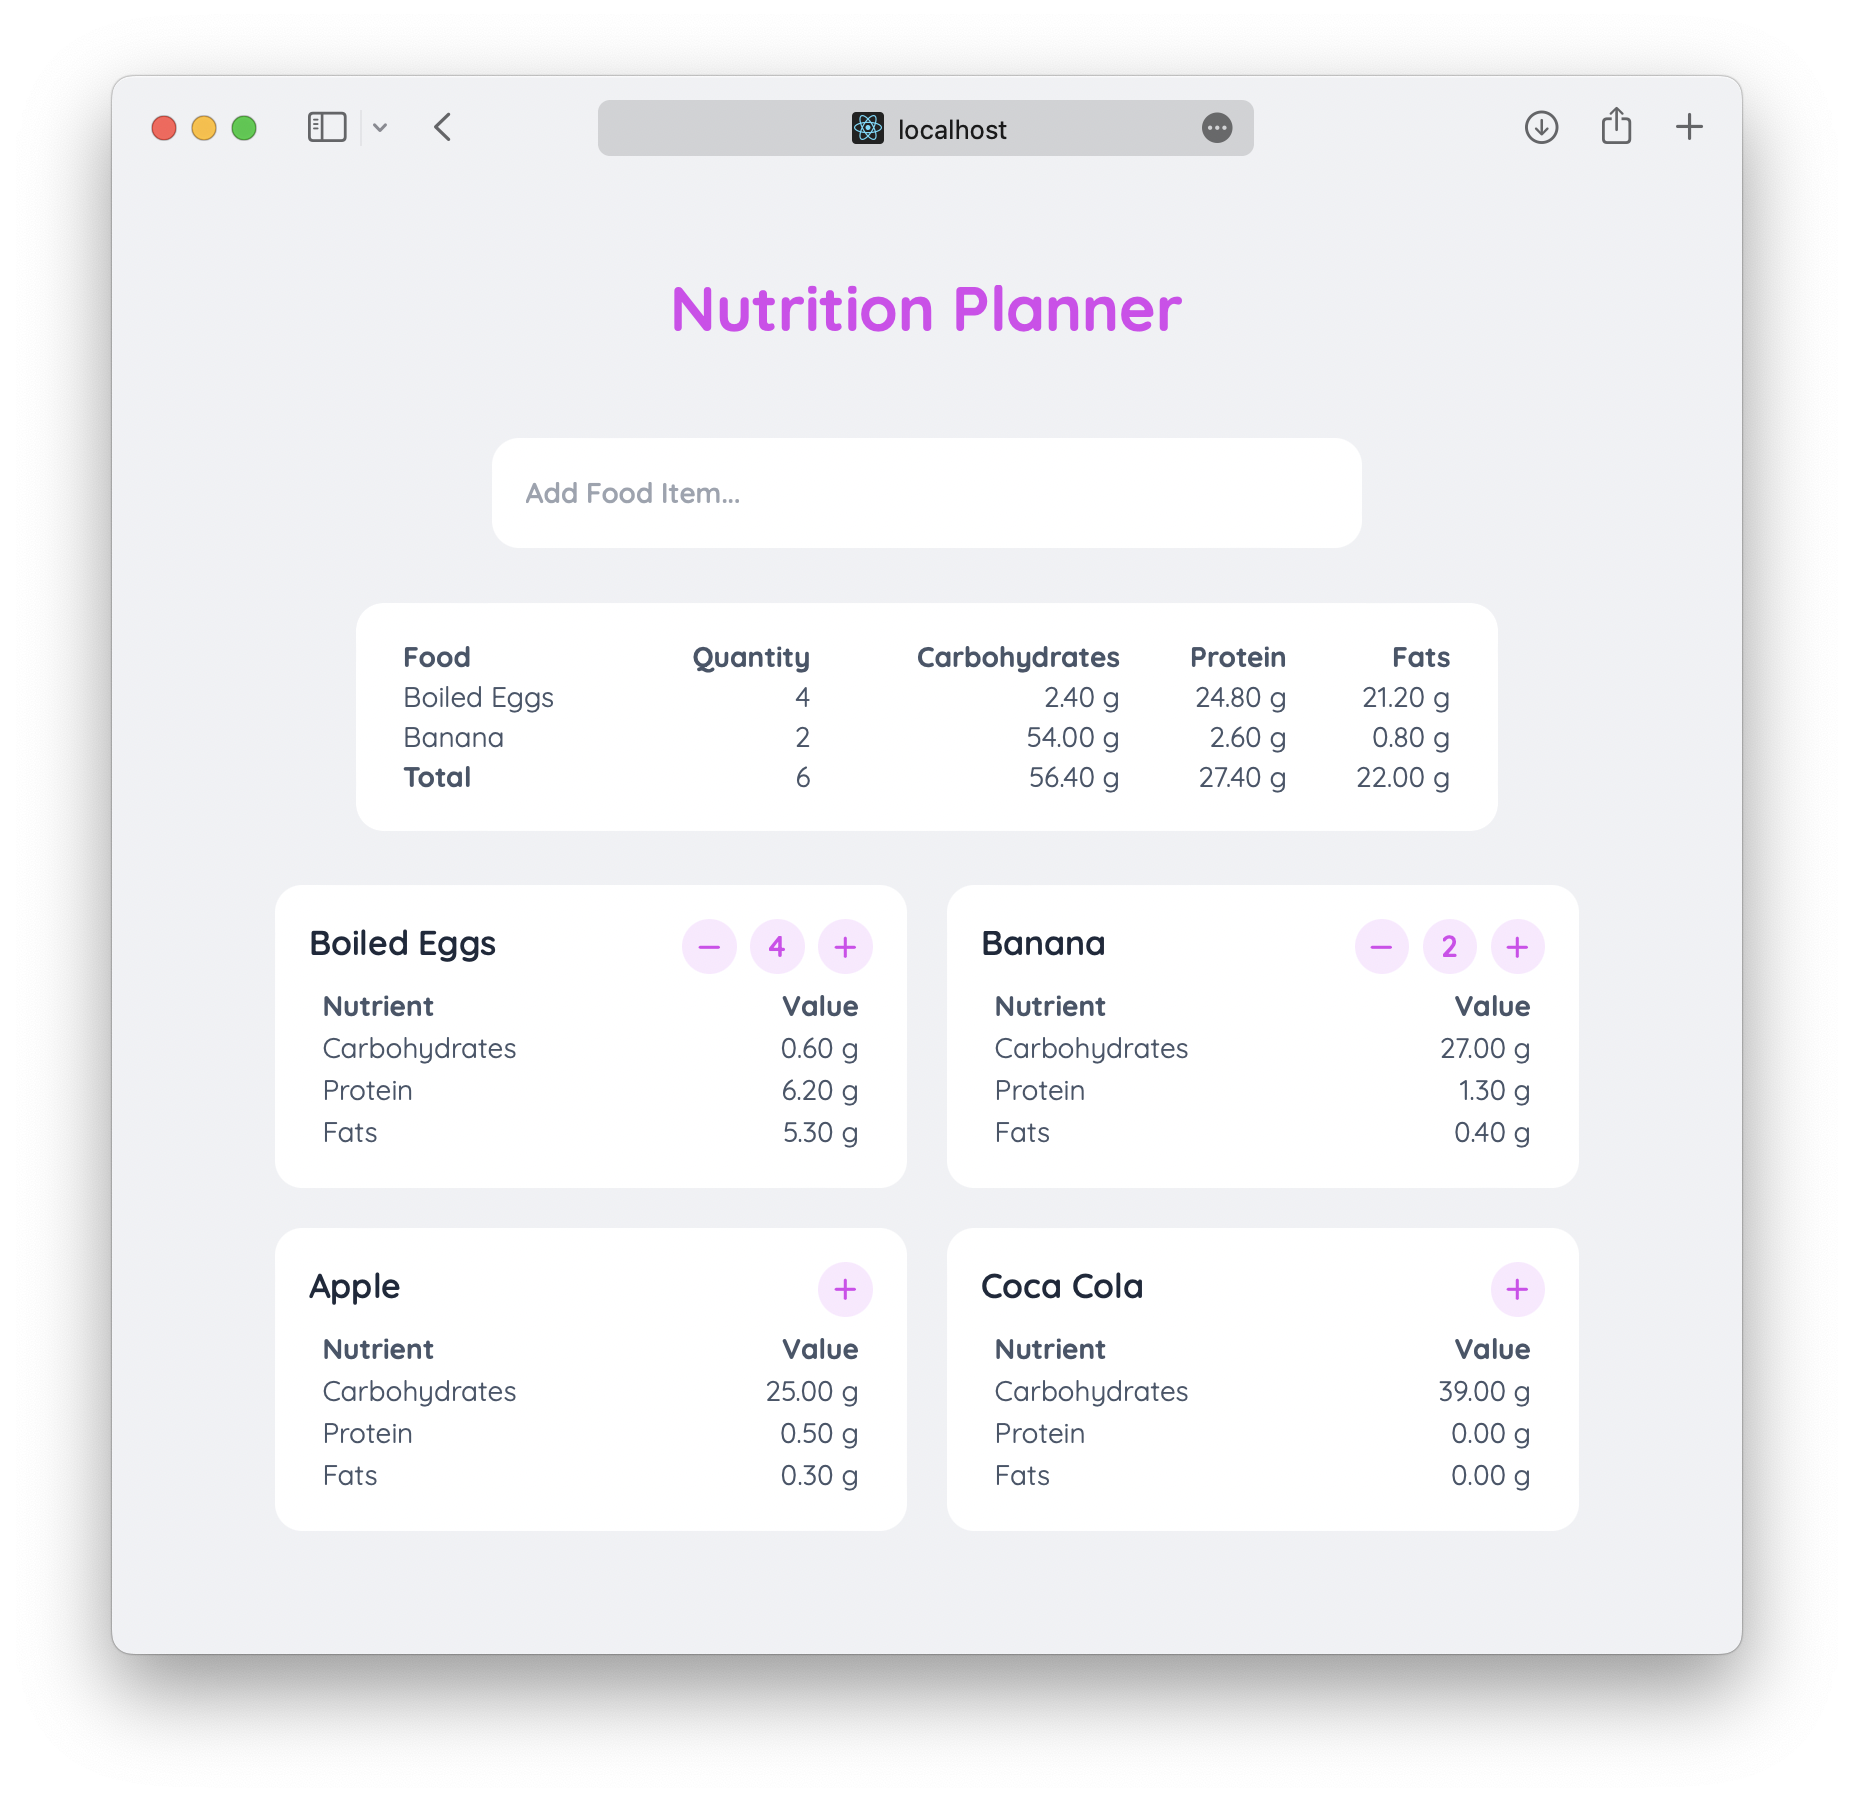 localhost
Nutrition Planner
Add Food Item...
Food Quantity Carbohydrates Protein Fats
Boiled Eggs 4 2.40 g 24.80 g 21.20 g
Banana 2 54.00 g 2.60 g 0.80 g
Total 6 56.40 g 27.40 g 22.00 g
Boiled Eggs − 4 +
Nutrient Value
Carbohydrates 0.60 g
Protein 6.20 g
Fats 5.30 g
Banana − 2 +
Nutrient Value
Carbohydrates 27.00 g
Protein 1.30 g
Fats 0.40 g
Apple +
Nutrient Value
Carbohydrates 25.00 g
Protein 0.50 g
Fats 0.30 g
Coca Cola +
Nutrient Value
Carbohydrates 39.00 g
Protein 0.00 g
Fats 0.00 g